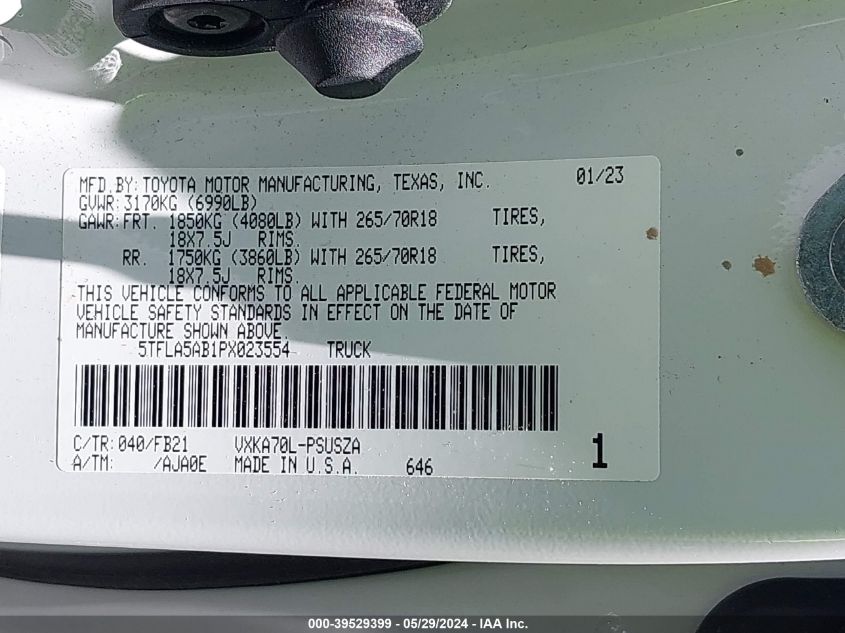 MFD.BY: TOYOTA MOTOR MANUFACTURING, TEXAS, INC. 01/23
GVWR: 3170KG (6990LB)
GAWR: FRT. 1850KG (4080LB) WITH 265/70R18 TIRES,
18X7.5J RIMS.
RR. 1750KG (3860LB) WITH 265/70R18 TIRES,
18X7.5J RIMS.
THIS VEHICLE CONFORMS TO ALL APPLICABLE FEDERAL MOTOR
VEHICLE SAFETY STANDARDS IN EFFECT ON THE DATE OF
MANUFACTURE SHOWN ABOVE.
5TFLA5AB1PX023554 TRUCK
C/TR: 040/FB21 VXKA70L-PSUSZA
A/TM: /AJA0E MADE IN U.S.A. 646 1
000-39529399 - 05/29/2024 - IAA Inc.